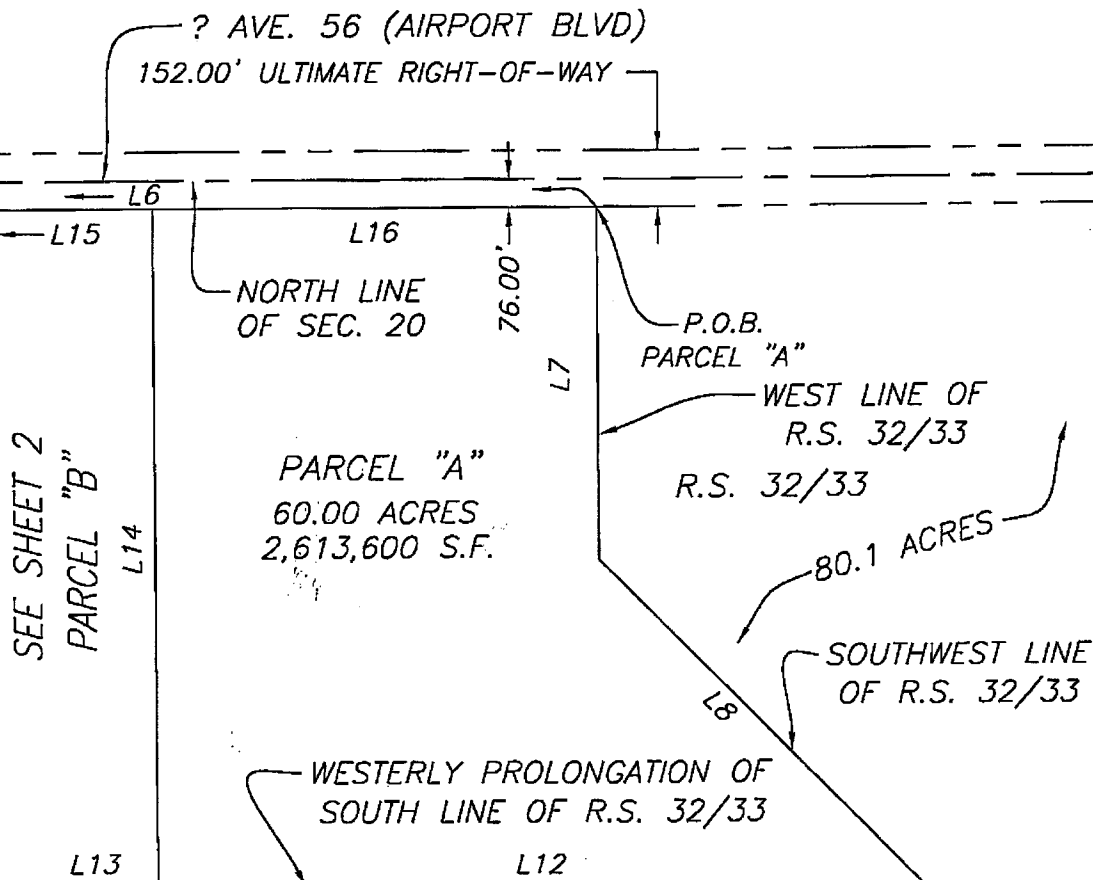 ? AVE. 56 (AIRPORT BLVD)
152.00' ULTIMATE RIGHT-OF-WAY
L6
L15
L16
76.00'
NORTH LINE
OF SEC. 20
P.O.B.
PARCEL "A"
L7
WEST LINE OF
R.S. 32/33
R.S. 32/33
SEE SHEET 2
PARCEL "B"
L14
PARCEL "A"
60.00 ACRES
2,613,600 S.F.
80.1 ACRES
SOUTHWEST LINE
OF R.S. 32/33
L8
WESTERLY PROLONGATION OF
SOUTH LINE OF R.S. 32/33
L13
L12